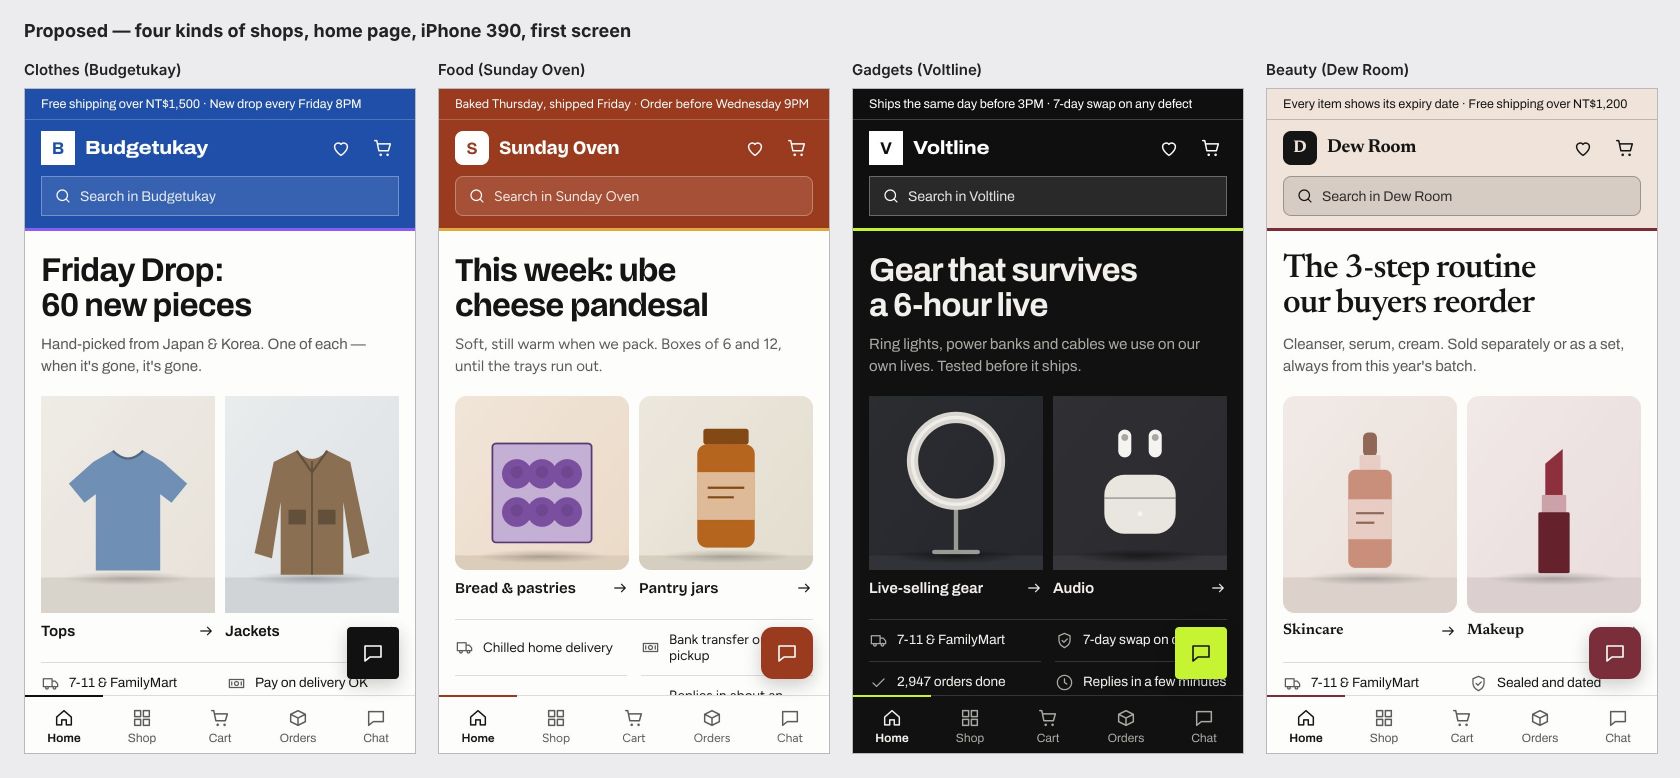 Proposed — four kinds of shops, home page, iPhone 390, first screen
Clothes (Budgetukay)
Free shipping over NT$1,500 · New drop every Friday 8PM
B
Budgetukay
Search in Budgetukay
Friday Drop:
60 new pieces
Hand-picked from Japan & Korea. One of each —
when it's gone, it's gone.
Tops
Jackets
7-11 & FamilyMart
Pay on delivery OK
Home
Shop
Cart
Orders
Chat
Food (Sunday Oven)
Baked Thursday, shipped Friday · Order before Wednesday 9PM
S
Sunday Oven
Search in Sunday Oven
This week: ube
cheese pandesal
Soft, still warm when we pack. Boxes of 6 and 12,
until the trays run out.
Bread & pastries
Pantry jars
Chilled home delivery
Bank transfer
pickup
Replies in about an
Home
Shop
Cart
Orders
Chat
Gadgets (Voltline)
Ships the same day before 3PM · 7-day swap on any defect
V
Voltline
Search in Voltline
Gear that survives
a 6-hour live
Ring lights, power banks and cables we use on our
own lives. Tested before it ships.
Live-selling gear
Audio
7-11 & FamilyMart
7-day swap on
2,947 orders done
Replies in a few minutes
Home
Shop
Cart
Orders
Chat
Beauty (Dew Room)
Every item shows its expiry date · Free shipping over NT$1,200
D
Dew Room
Search in Dew Room
The 3-step routine
our buyers reorder
Cleanser, serum, cream. Sold separately or as a set,
always from this year's batch.
Skincare
Makeup
7-11 & FamilyMart
Sealed and dated
Home
Shop
Cart
Orders
Chat